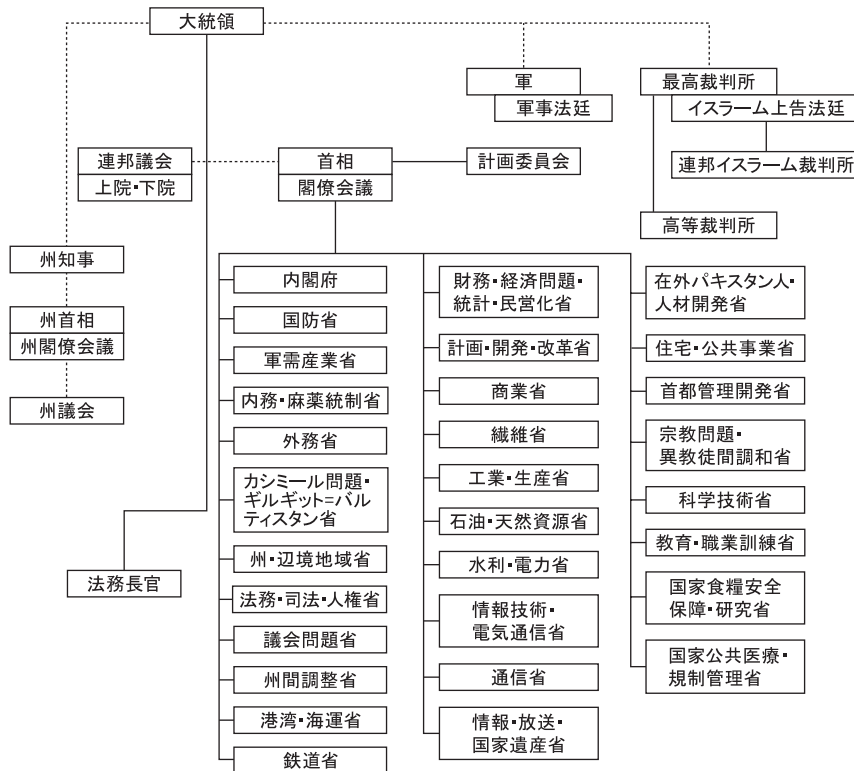 大統領
軍
軍事法廷
最高裁判所
イスラーム上告法廷
連邦イスラーム裁判所
高等裁判所
連邦議会
上院・下院
首相
閣僚会議
計画委員会
州知事
州首相
州閣僚会議
州議会
法務長官
内閣府
国防省
軍需産業省
内務・麻薬統制省
外務省
カシミール問題・
ギルギット=バル
ティスタン省
州・辺境地域省
法務・司法・人権省
議会問題省
州間調整省
港湾・海運省
鉄道省
財務・経済問題・
統計・民営化省
計画・開発・改革省
商業省
繊維省
工業・生産省
石油・天然資源省
水利・電力省
情報技術・
電気通信省
通信省
情報・放送・
国家遺産省
在外パキスタン人・
人材開発省
住宅・公共事業省
首都管理開発省
宗教問題・
異教徒間調和省
科学技術省
教育・職業訓練省
国家食糧安全
保障・研究省
国家公共医療・
規制管理省